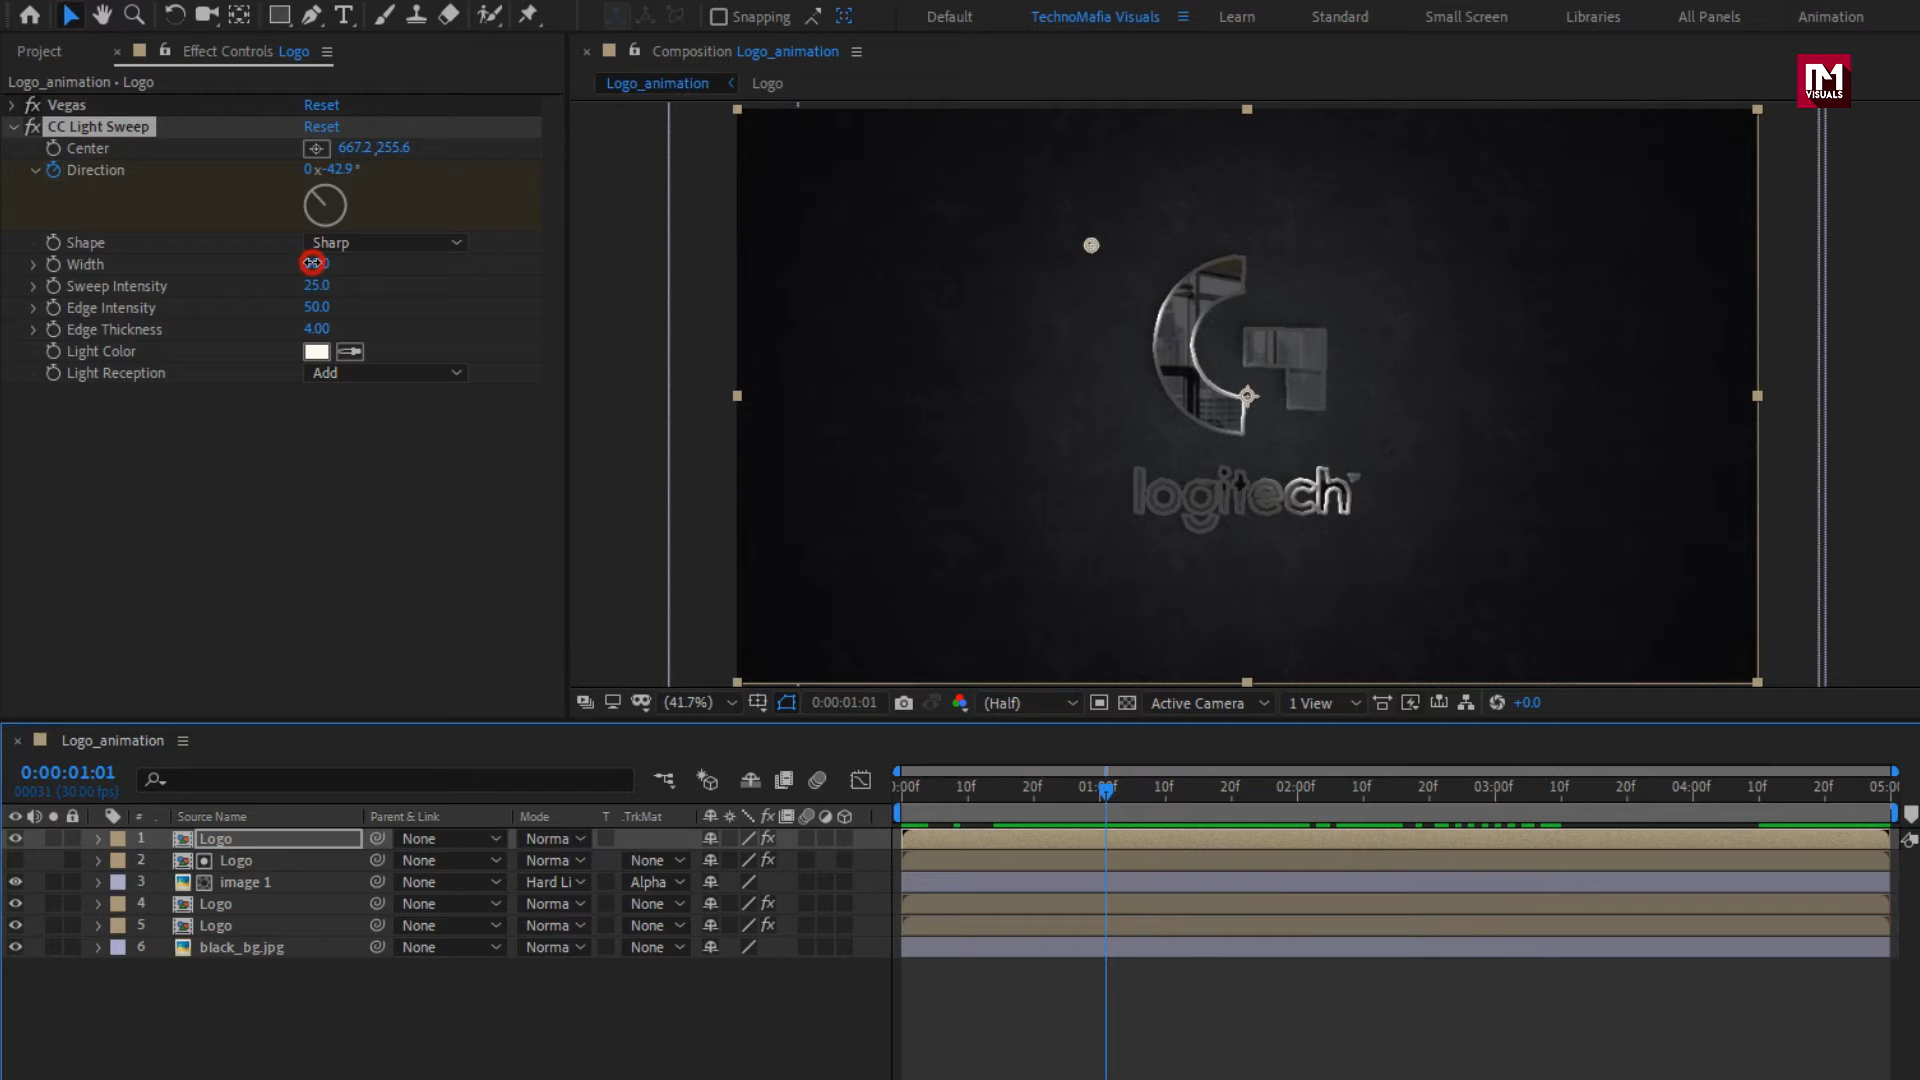 Snapping
Default
TechnoMafia Visuals
Learn
Standard
Small Screen
Libraries
All Panels
Animation
Project
Effect Controls Logo
Composition Logo_animation
Logo_animation • Logo
Logo_animation
Logo
M
VISUALS
Vegas
Reset
CC Light Sweep
Reset
Center
667.2,255.6
Direction
0x-42.9°
Shape
Sharp
Width
Sweep Intensity
25.0
Edge Intensity
50.0
Edge Thickness
4.00
Light Color
Light Reception
Add
logitech
(41.7%)
0:00:01:01
(Half)
Active Camera
1 View
+0.0
Logo_animation
0:00:01:01
00031 (30.00 fps)
:00f 10f 20f 10f 20f 02:00f 10f 20f 03:00f 10f 20f 04:00f 10f 20f 05:0
# Source Name Parent & Link Mode T .TrkMat
1 Logo None Norma
2 Logo None Norma None
3 image 1 None Hard Li Alpha
4 Logo None Norma None
5 Logo None Norma None
6 black_bg.jpg None Norma None